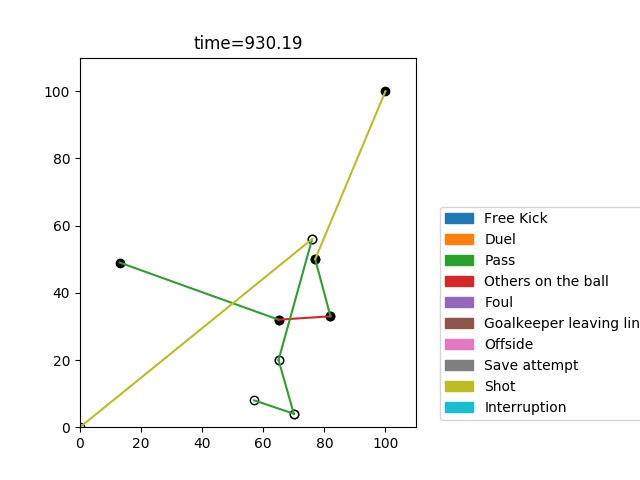 time=930.19
100
80
60
40
20
0
0 20 40 60 80 100
Free Kick
Duel
Pass
Others on the ball
Foul
Goalkeeper leaving lin
Offside
Save attempt
Shot
Interruption